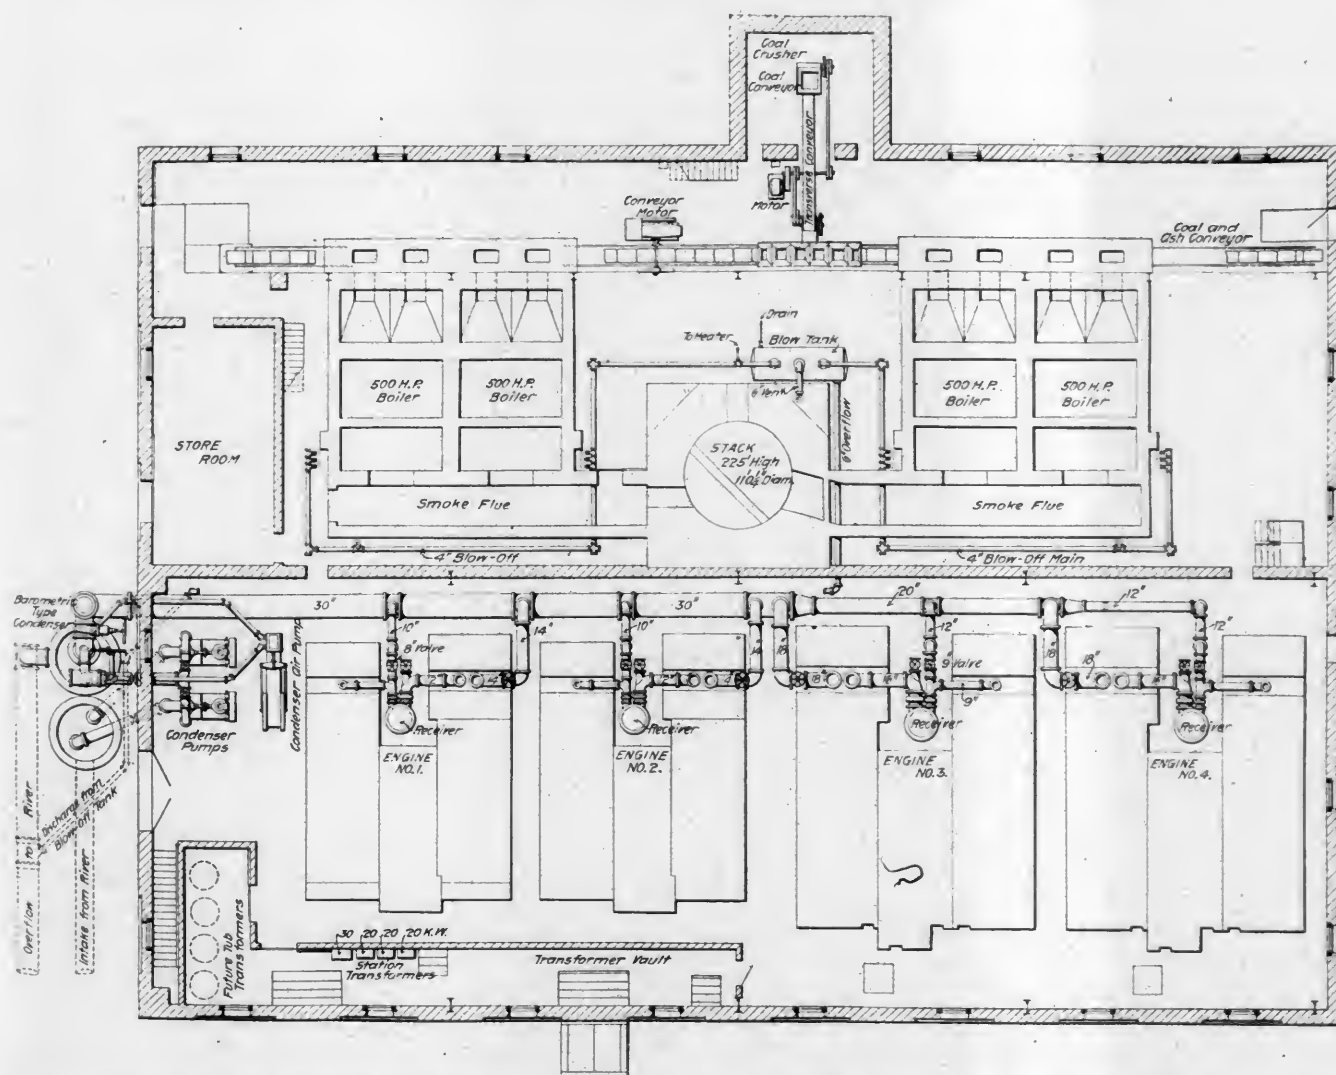 Coal
Crusher
Coal
Conveyor
Transverse Conveyor
Motor
Conveyor
Motor
Coal and
Ash Conveyor
Drain
To Heater
Blow Tank
6" Vent
6" Overflow
500 H.P.
Boiler
500 H.P.
Boiler
500 H.P.
Boiler
500 H.P.
Boiler
STORE
ROOM
STACK
225' High
Diam.
Smoke Flue
Smoke Flue
4" Blow-Off
4" Blow-Off Main
Barometric
Type
Condenser
30"
30"
20"
12"
10"
14"
10"
14"
18"
12"
18"
12"
8" Valve
9" Valve
18"
9"
Condenser Air Pump
Condenser
Pumps
Receiver
Receiver
Receiver
Receiver
ENGINE
NO.1.
ENGINE
NO.2.
ENGINE
NO.3.
ENGINE
NO.4.
Discharge from
Blow-Off Tank
Overflow to River
Intake from River
Future Tub
Transformers
30 20 20 20 K.W.
Station
Transformers
Transformer Vault